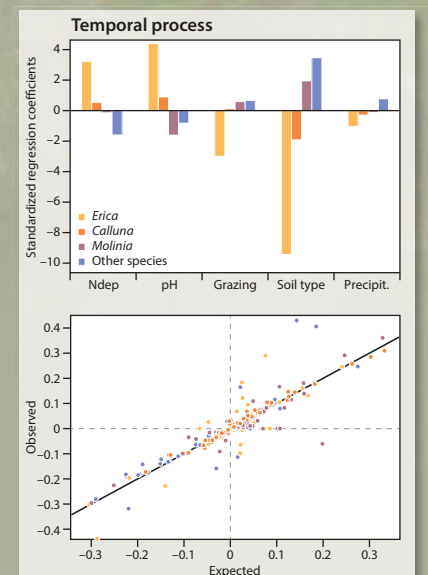 Temporal process
Standardized regression coefficients
4
2
0
−2
−4
−6
−8
−10
Erica
Calluna
Molinia
Other species
Ndep pH Grazing Soil type Precipit.
Observed
0.4
0.3
0.2
0.1
0
−0.1
−0.2
−0.3
−0.4
−0.3 −0.2 −0.1 0 0.1 0.2 0.3
Expected